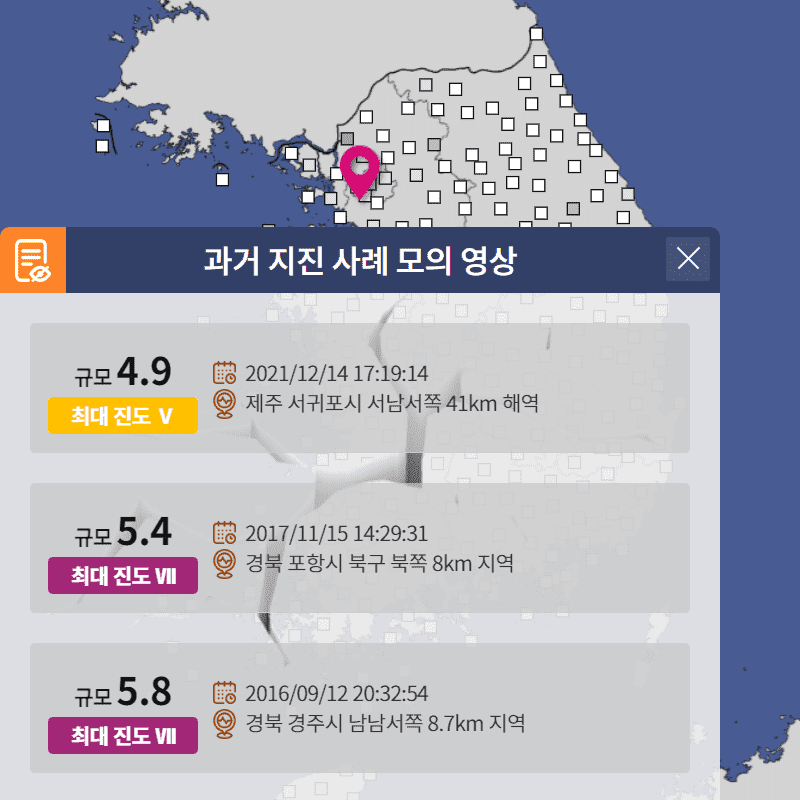 과거 지진 사례 모의 영상
규모 4.9
최대 진도 Ⅴ
2021/12/14 17:19:14
제주 서귀포시 서남서쪽 41km 해역
규모 5.4
최대 진도 Ⅶ
2017/11/15 14:29:31
경북 포항시 북구 북쪽 8km 지역
규모 5.8
최대 진도 Ⅶ
2016/09/12 20:32:54
경북 경주시 남남서쪽 8.7km 지역